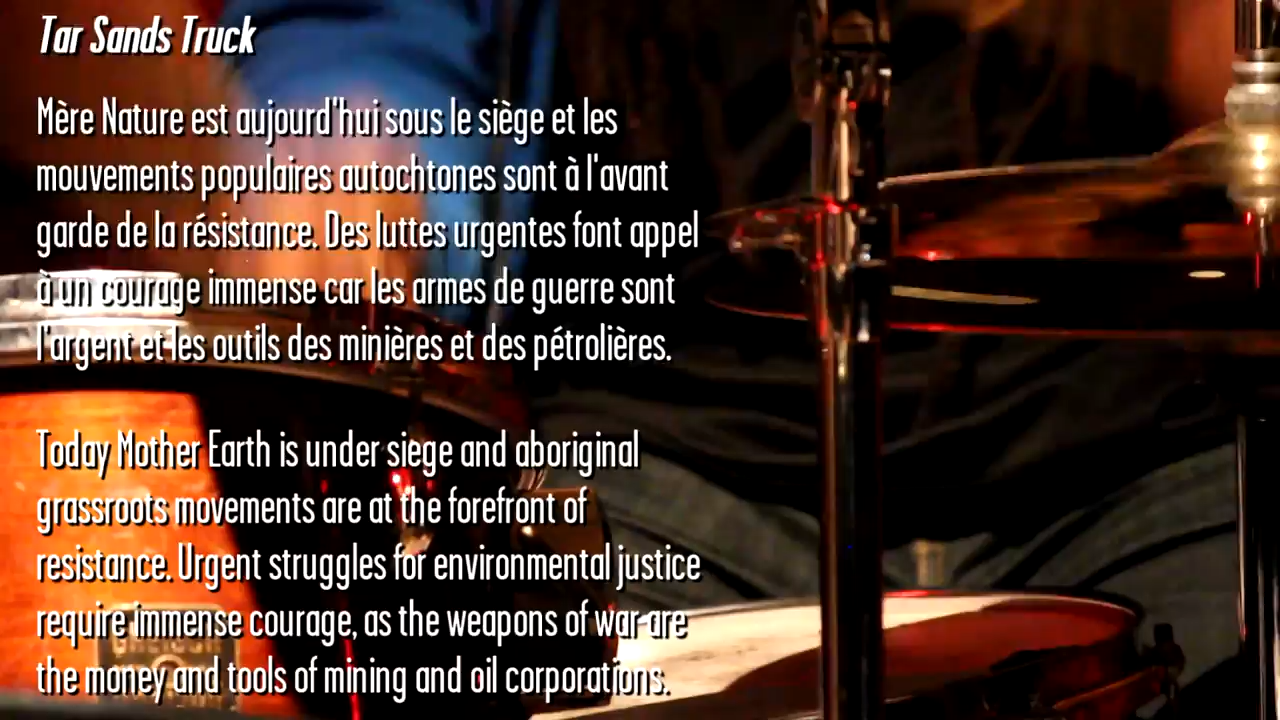 Tar Sands Truck
Mère Nature est aujourd'hui sous le siège et les
mouvements populaires autochtones sont à l'avant
garde de la résistance. Des luttes urgentes font appel
à un courage immense car les armes de guerre sont
l'argent et les outils des minières et des pétrolières.
Today Mother Earth is under siege and aboriginal
grassroots movements are at the forefront of
resistance. Urgent struggles for environmental justice
require immense courage, as the weapons of war are
the money and tools of mining and oil corporations.